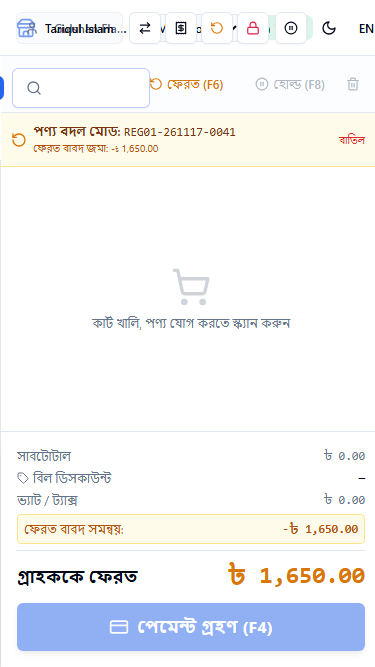 Tanjul Islam...
EN
ফেরত (F6)
হোল্ড (F8)
পণ্য বদল মোড: REG01-261117-0041
ফেরত বাবদ জমা: -৳ 1,650.00
বাতিল
কার্ট খালি, পণ্য যোগ করতে স্ক্যান করুন
সাবটোটাল ৳ 0.00
বিল ডিসকাউন্ট –
ভ্যাট / ট্যাক্স ৳ 0.00
ফেরত বাবদ সমন্বয়: -৳ 1,650.00
গ্রাহককে ফেরত ৳ 1,650.00
পেমেন্ট গ্রহণ (F4)